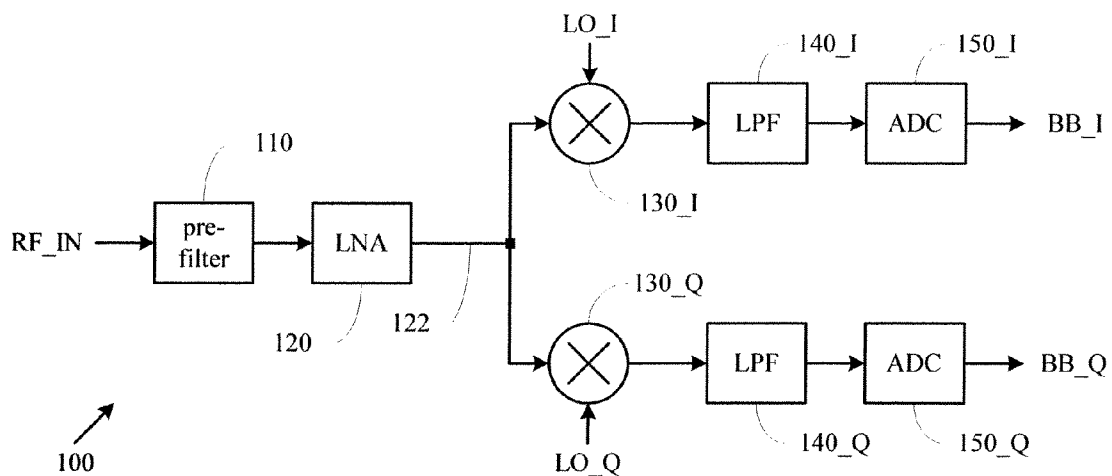 LO_I
140_I
150_I
LPF
ADC
BB_I
110
130_I
RF_IN
pre-
filter
LNA
130_Q
120
122
LPF
ADC
BB_Q
LO_Q
140_Q
150_Q
100